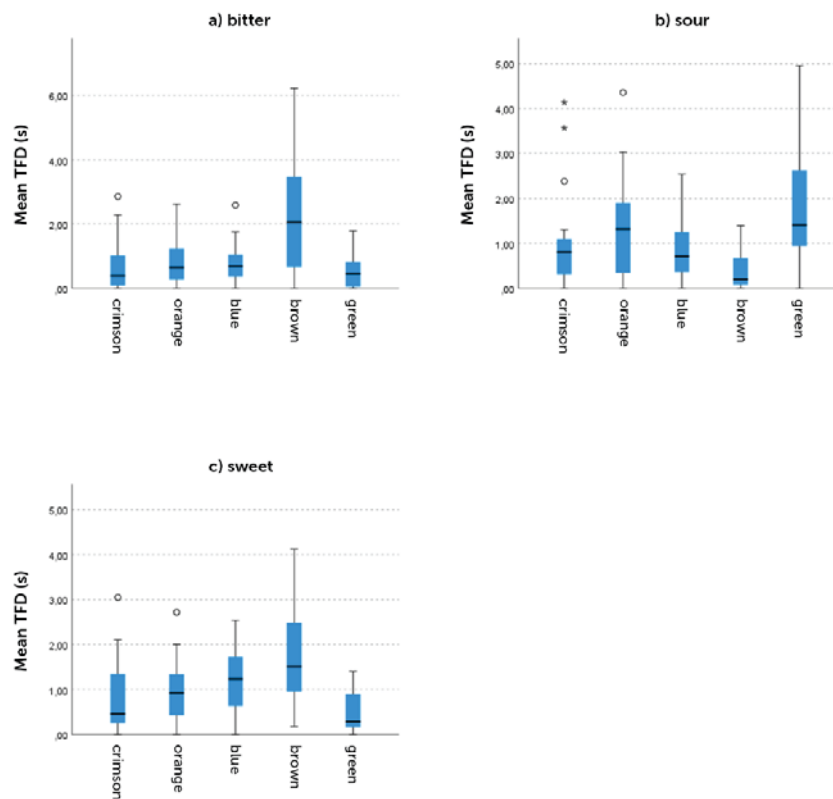 a) bitter
Mean TFD (s)
6,00
4,00
2,00
,00
crimson
orange
blue
brown
green
b) sour
Mean TFD (s)
5,00
4,00
3,00
2,00
1,00
,00
crimson
orange
blue
brown
green
c) sweet
Mean TFD (s)
5,00
4,00
3,00
2,00
1,00
,00
crimson
orange
blue
brown
green